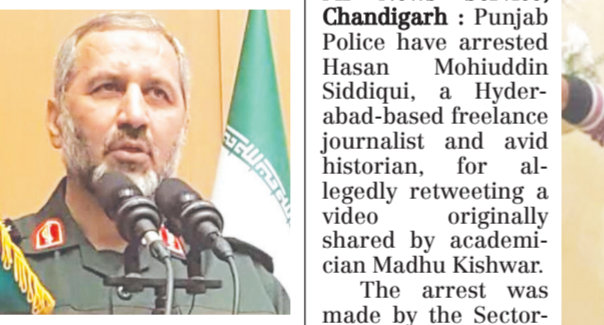 Chandigarh : Punjab
Police have arrested
Hasan Mohiuddin
Siddiqui, a Hyder-
abad-based freelance
journalist and avid
historian, for al-
legedly retweeting a
video originally
shared by academi-
cian Madhu Kishwar.
The arrest was
made by the Sector-